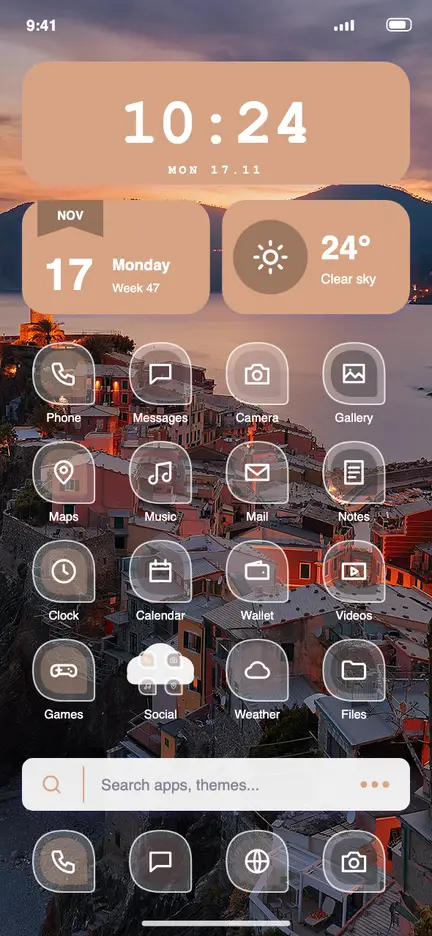 9:41
10:24
MON 17.11
NOV
17
Monday
Week 47
24°
Clear sky
Phone
Messages
Camera
Gallery
Maps
Music
Mail
Notes
Clock
Calendar
Wallet
Videos
Games
Social
Weather
Files
Search apps, themes...